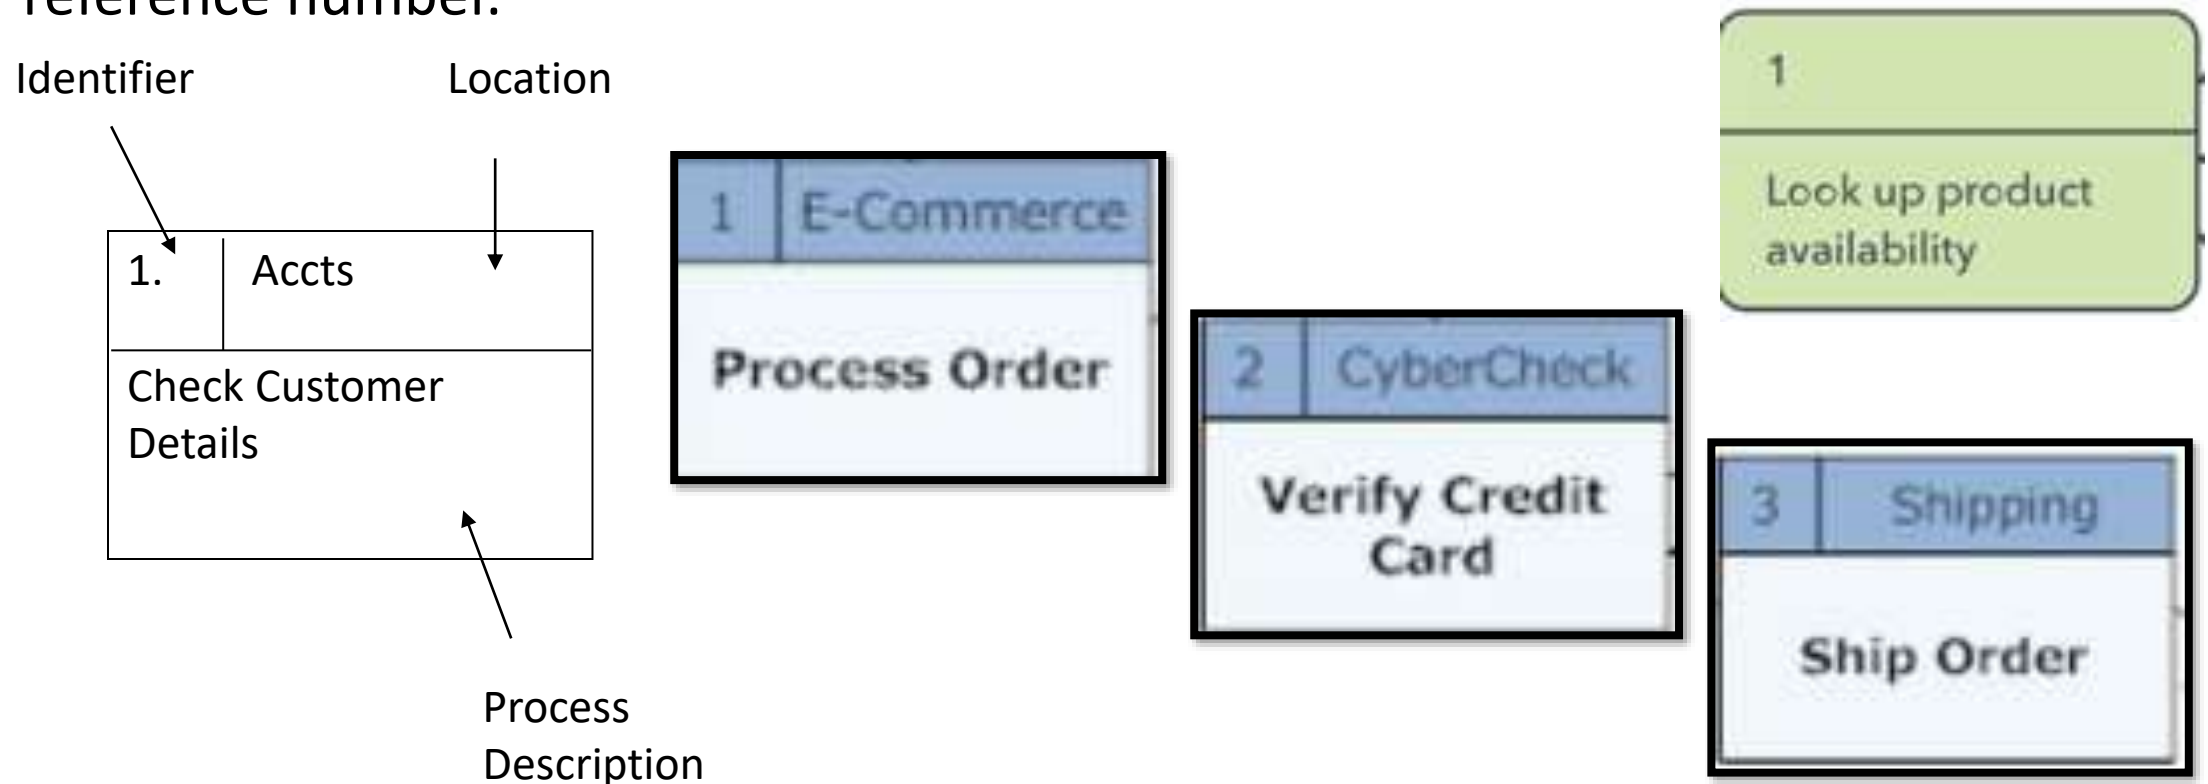 reference number.
Identifier
Location
1.
Accts
Check Customer
Details
Process
Description
1
E-Commerce
Process Order
2
CyberCheck
Verify Credit
Card
1
Look up product
availability
3
Shipping
Ship Order